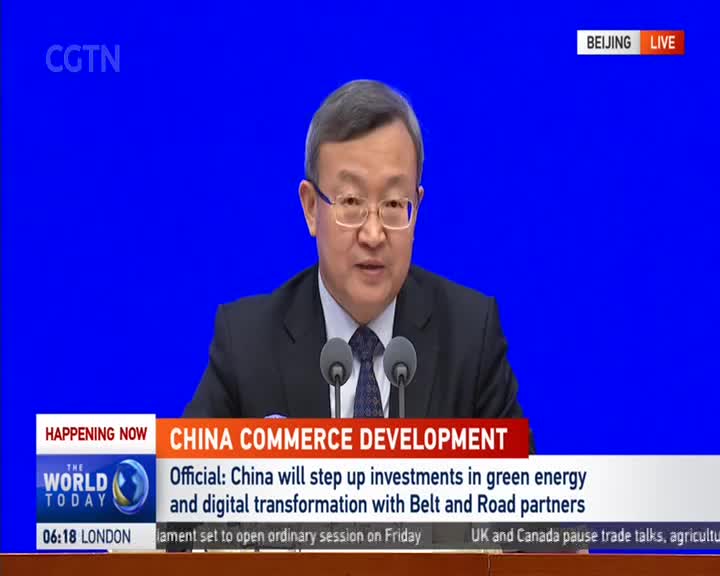 CGTN
BEIJING LIVE
HAPPENING NOW
CHINA COMMERCE DEVELOPMENT
THE
WORLD
TODAY
Official: China will step up investments in green energy
and digital transformation with Belt and Road partners
06:18 LONDON
liament set to open ordinary session on Friday UK and Canada pause trade talks, agricultu